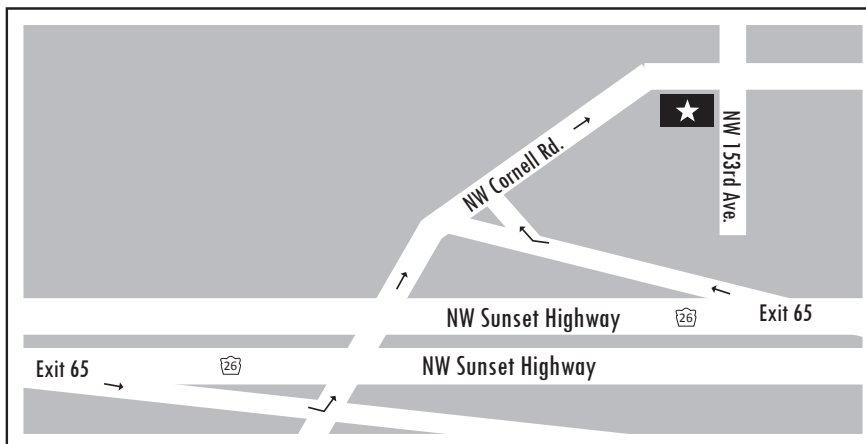 NW Cornell Rd.
NW 153rd Ave.
NW Sunset Highway
26
Exit 65
Exit 65
26
NW Sunset Highway